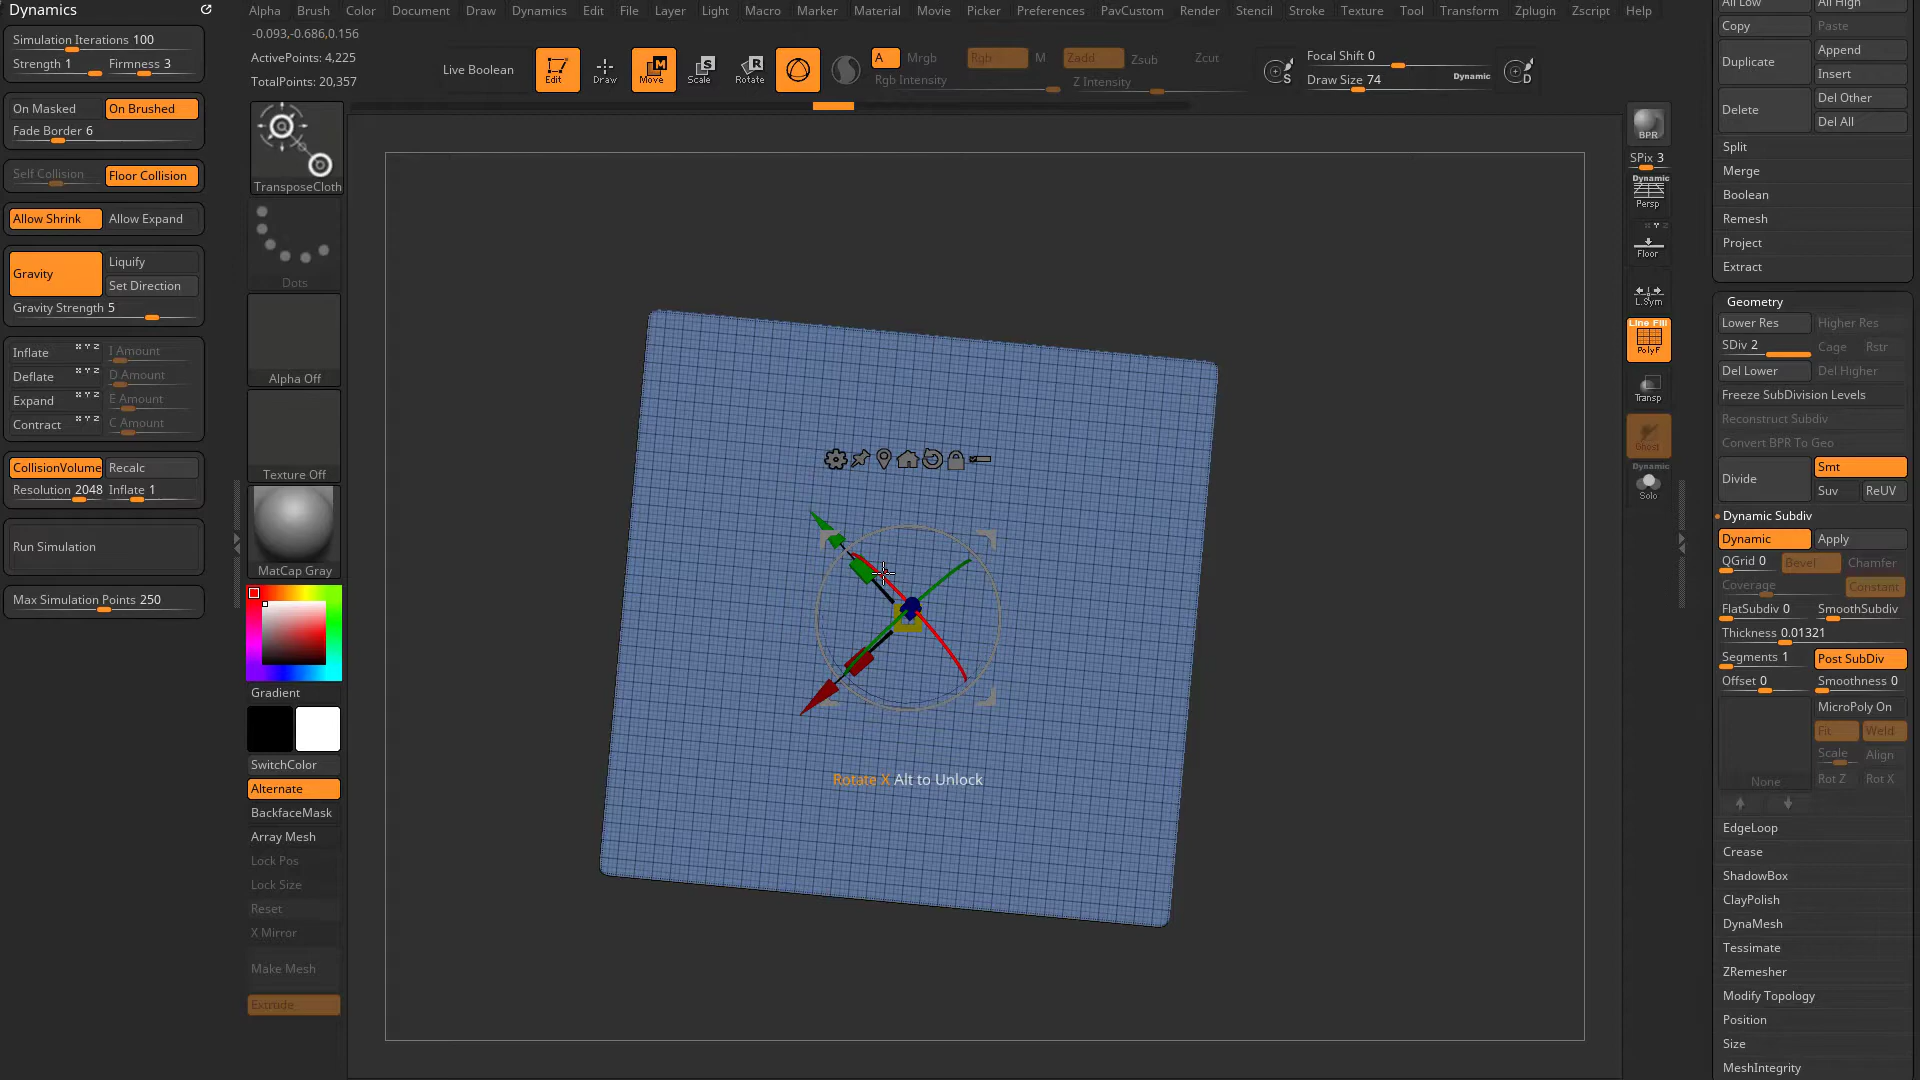 Dynamics
Alpha Brush Color Document Draw Dynamics Edit File Layer Light Macro Marker Material Movie Picker Preferences PavCustom Render Stencil Stroke Texture Tool Transform Zplugin Zscript Help
-0.093,-0.686,0.156
ActivePoints: 4,225
TotalPoints: 20,357
Live Boolean
Edit
Draw
Move
Scale
Rotate
A
Mrgb
Rgb
M
Zadd
Zsub
Zcut
Rgb Intensity
Z Intensity
Focal Shift 0
Draw Size 74
Dynamic
S
D
Simulation Iterations 100
Strength 1
Firmness 3
On Masked
On Brushed
Fade Border 6
Self Collision
Floor Collision
Allow Shrink
Allow Expand
Gravity
Liquify
Set Direction
Gravity Strength 5
Inflate
X Y Z
I Amount
Deflate
X Y Z
D Amount
Expand
X Y Z
E Amount
Contract
X Y Z
C Amount
CollisionVolume
Recalc
Resolution 2048
Inflate 1
Run Simulation
Max Simulation Points 250
TransposeCloth
Dots
Alpha Off
Texture Off
MatCap Gray
Gradient
SwitchColor
Alternate
BackfaceMask
Array Mesh
Lock Pos
Lock Size
Reset
X Mirror
Make Mesh
Extrude
Rotate X Alt to Unlock
BPR
SPix 3
Dynamic
Persp
Floor
L.Sym
Line Fill
PolyF
Transp
Ghost
Dynamic
Solo
All Low
All High
Copy
Paste
Duplicate
Append
Insert
Delete
Del Other
Del All
Split
Merge
Boolean
Remesh
Project
Extract
Geometry
Lower Res
Higher Res
SDiv 2
Cage
Rstr
Del Lower
Del Higher
Freeze SubDivision Levels
Reconstruct Subdiv
Convert BPR To Geo
Divide
Smt
Suv
ReUV
Dynamic Subdiv
Dynamic
Apply
QGrid 0
Bevel
Chamfer
Coverage
Constant
FlatSubdiv 0
SmoothSubdiv
Thickness 0.01321
Segments 1
Post SubDiv
Offset 0
Smoothness 0
MicroPoly On
Fit
Weld
Scale
Align
None
Rot Z
Rot X
EdgeLoop
Crease
ShadowBox
ClayPolish
DynaMesh
Tessimate
ZRemesher
Modify Topology
Position
Size
MeshIntegrity